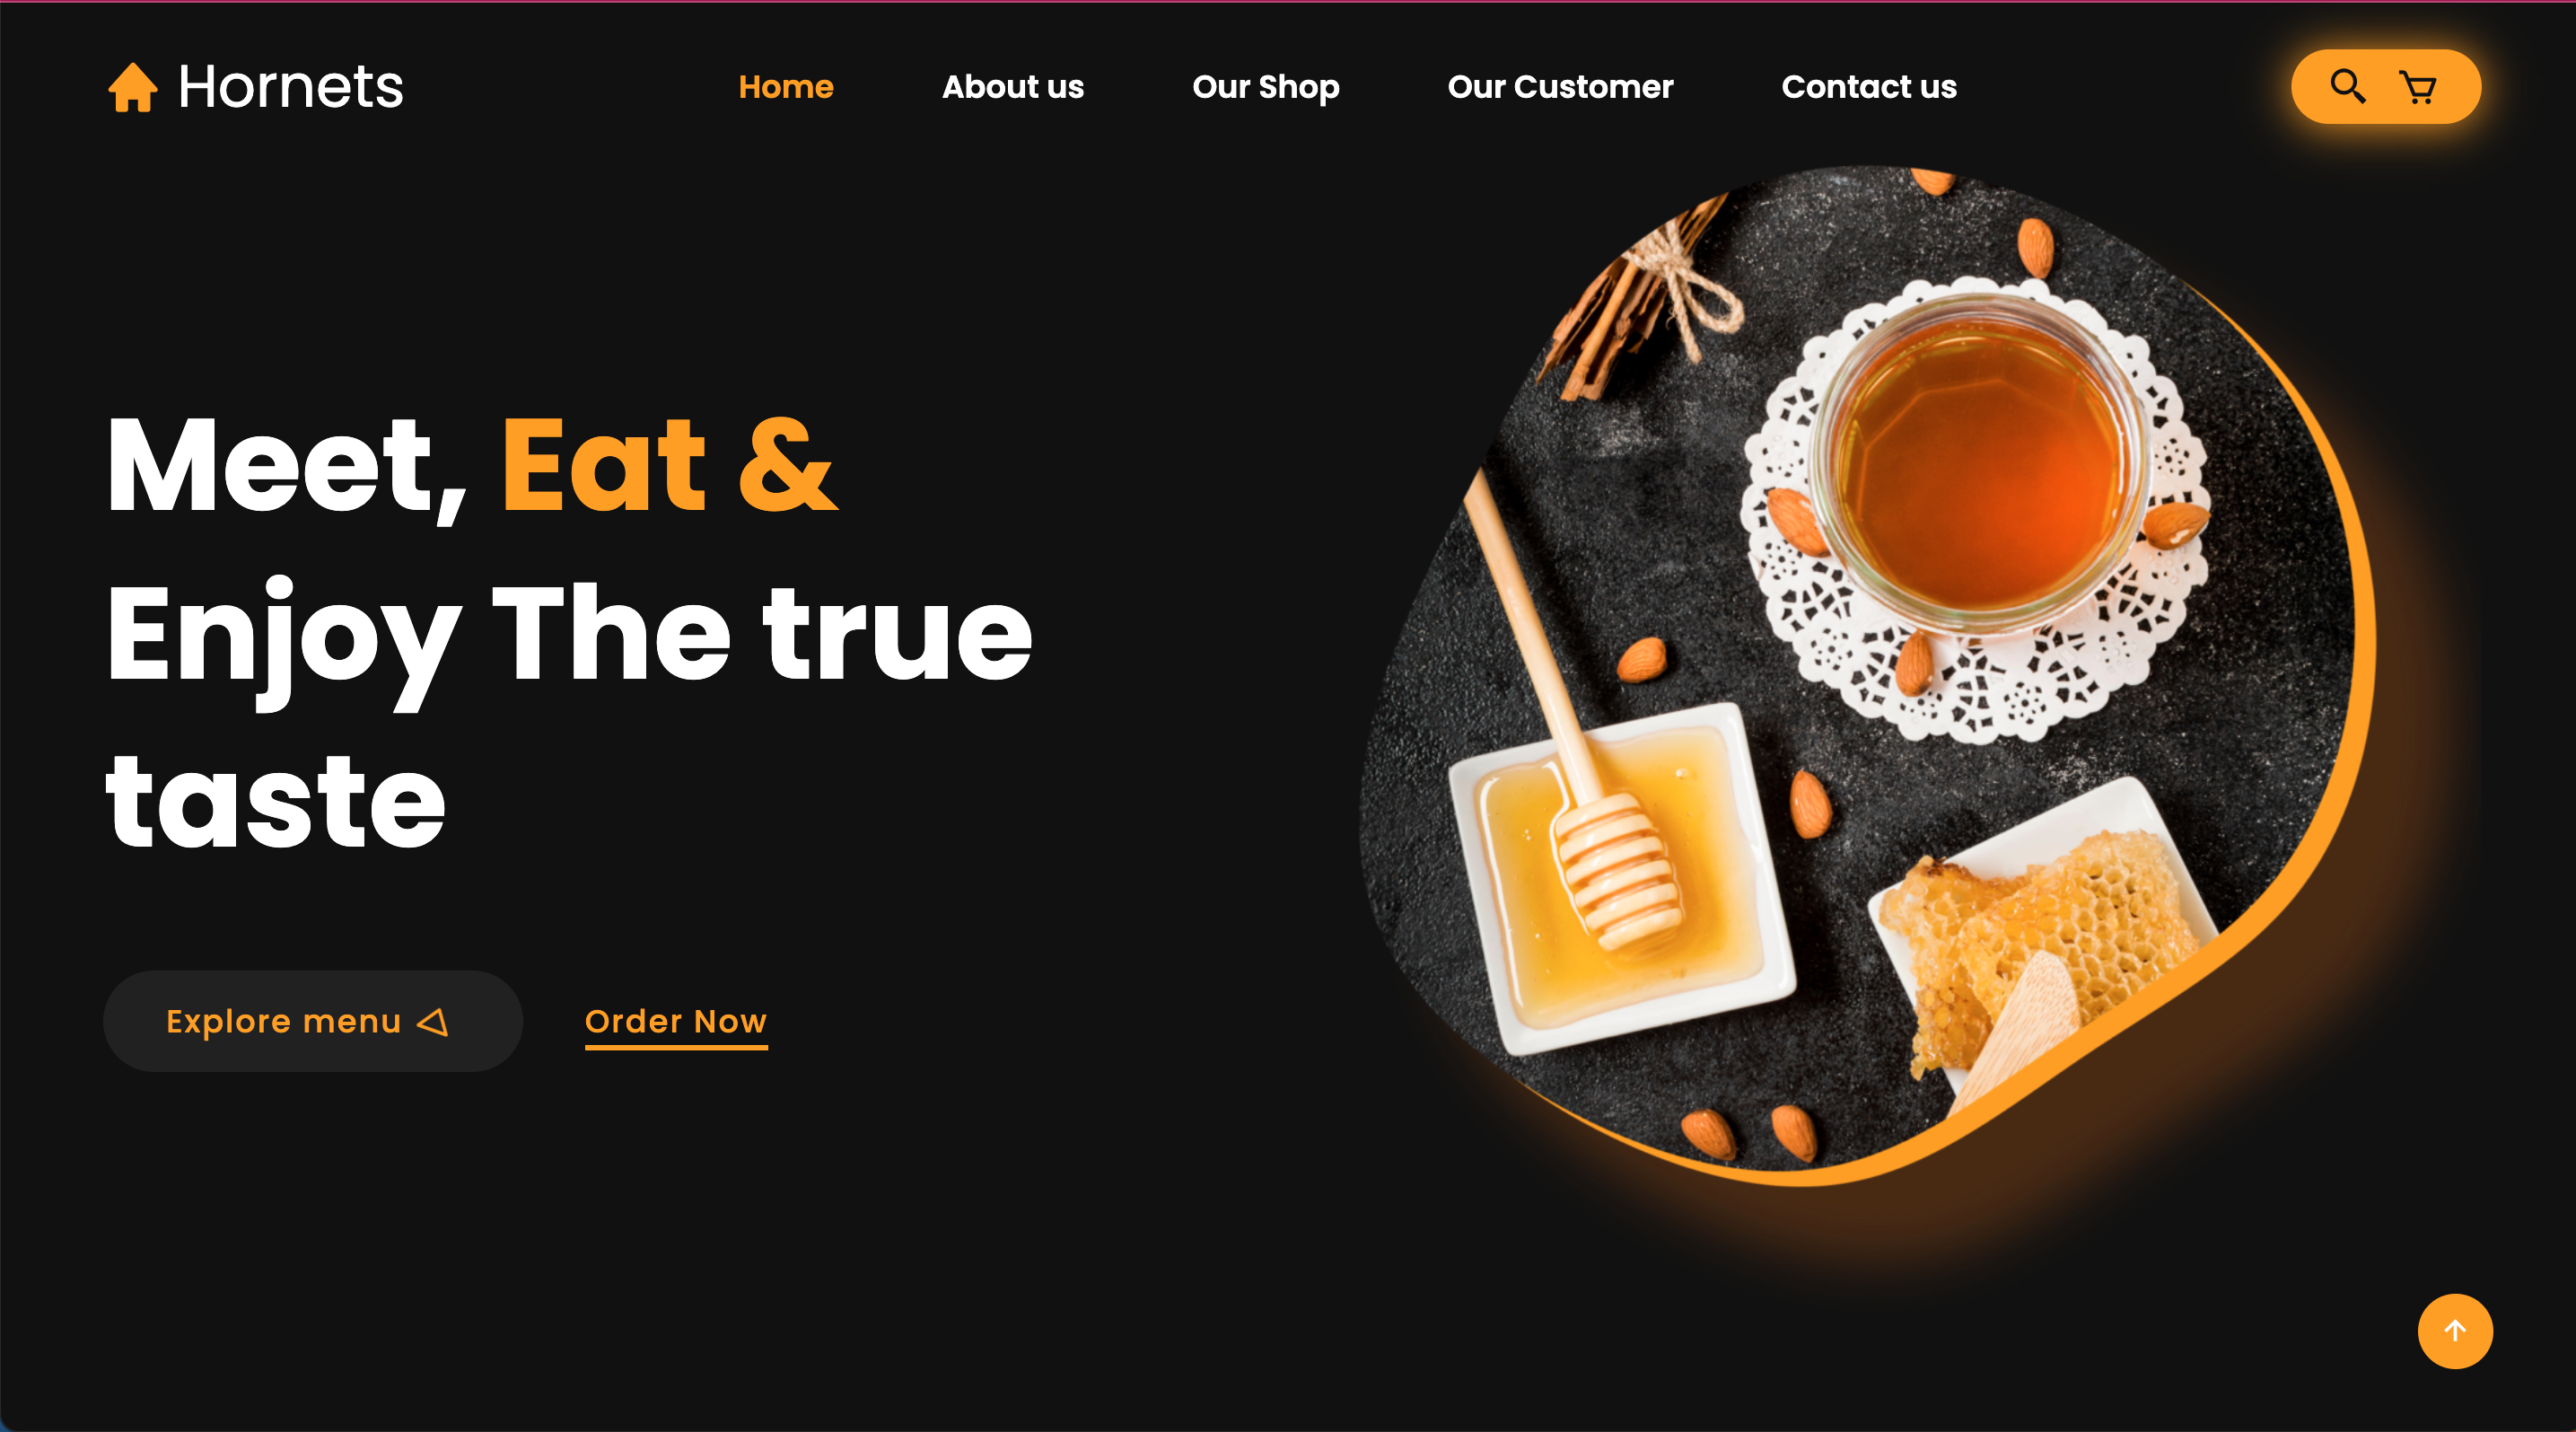 Hornets
Home
About us
Our Shop
Our Customer
Contact us
Meet, Eat &
Enjoy The true
taste
Explore menu
Order Now